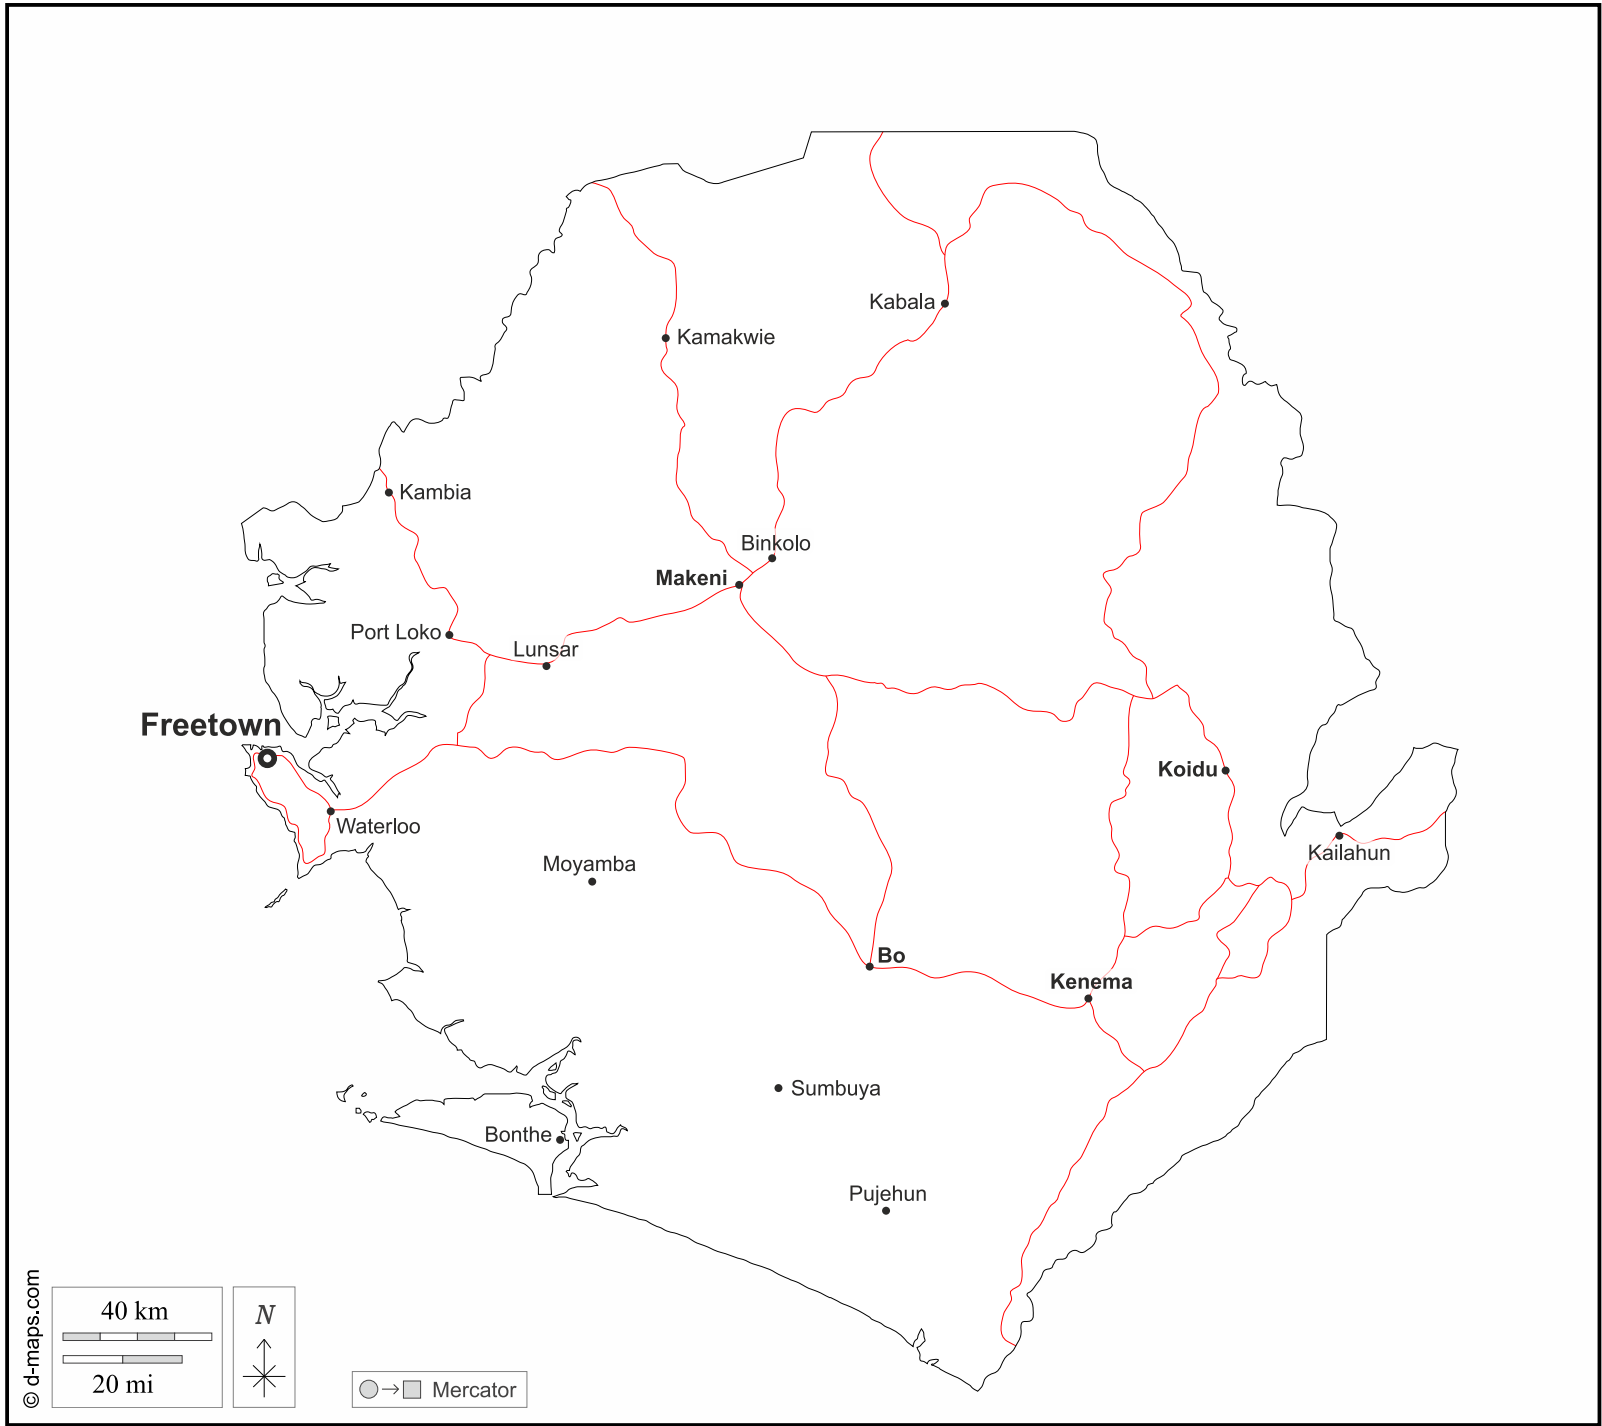 Kabala
Kamakwie
Kambia
Binkolo
Makeni
Port Loko
Lunsar
Freetown
Koidu
Waterloo
Kailahun
Moyamba
Bo
Kenema
Sumbuya
Bonthe
Pujehun
© d-maps.com
40 km
20 mi
N
Mercator